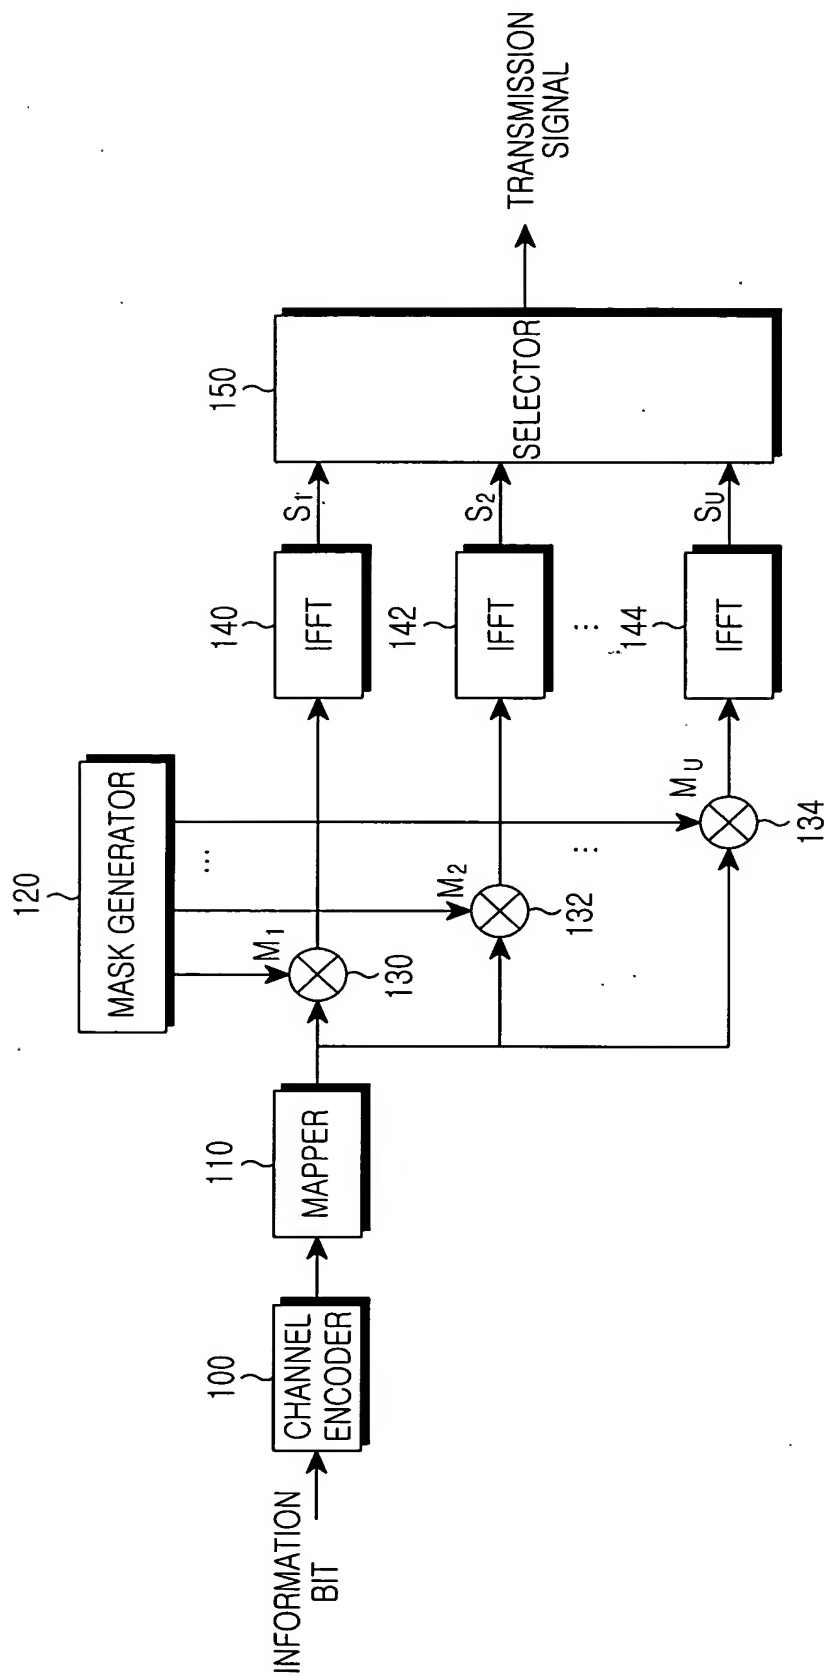 INFORMATION
BIT
100
CHANNEL
ENCODER
110
MAPPER
120
MASK GENERATOR
...
M1
130
M2
132
...
MU
134
140
IFFT
142
IFFT
...
144
IFFT
S1
S2
SU
150
SELECTOR
TRANSMISSION
SIGNAL